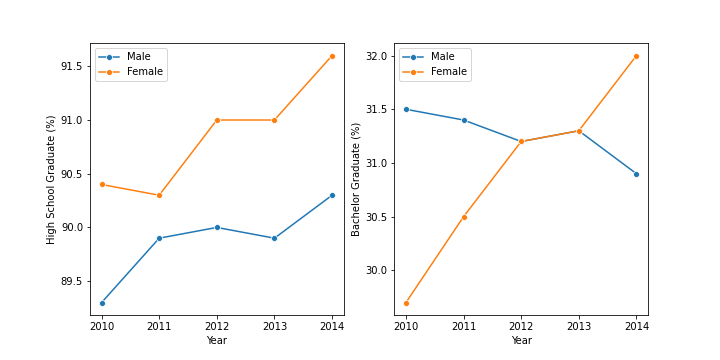 Male
Female
91.5
91.0
90.5
90.0
89.5
High School Graduate (%)
2010 2011 2012 2013 2014
Year
Male
Female
32.0
31.5
31.0
30.5
30.0
Bachelor Graduate (%)
2010 2011 2012 2013 2014
Year